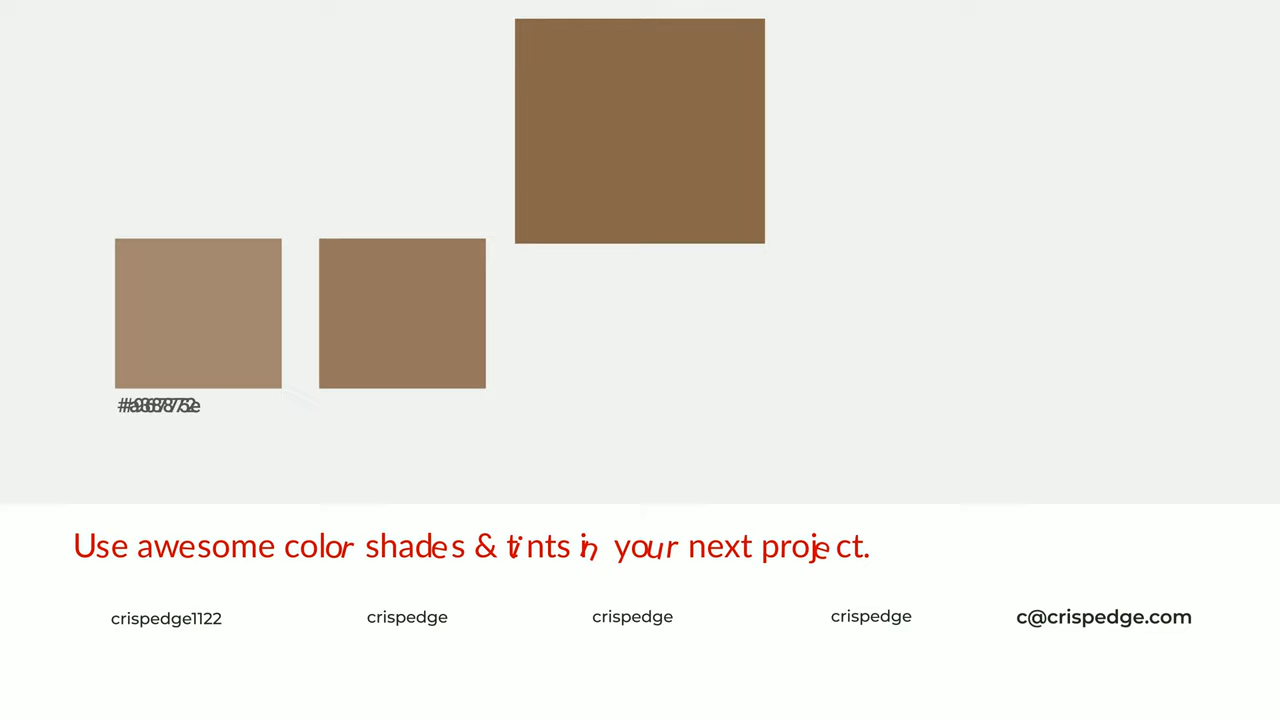 Use awesome color shades & tints in your next project.
crispedge1122 crispedge crispedge crispedge c@crispedge.com